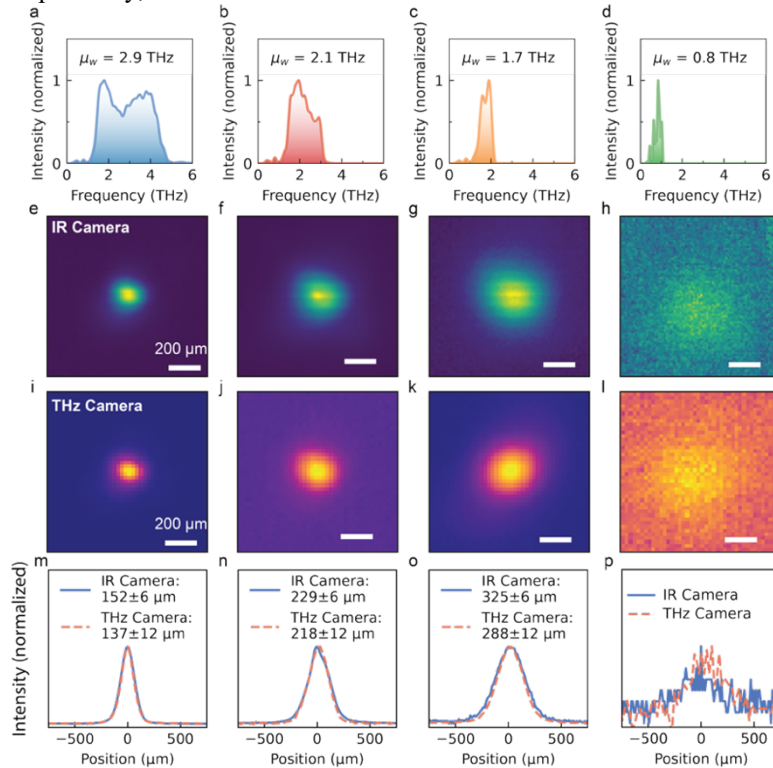 a b c d
μw = 2.9 THz μw = 2.1 THz μw = 1.7 THz μw = 0.8 THz
Intensity (normalized) Intensity (normalized) Intensity (normalized) Intensity (normalized)
1 1 1 1
0 0 0 0
0 2 4 6 0 2 4 6 0 2 4 6 0 2 4 6
Frequency (THz) Frequency (THz) Frequency (THz) Frequency (THz)
e f g h
IR Camera
200 μm
i j k l
THz Camera
200 μm
m n o p
Intensity (normalized)
IR Camera: IR Camera: IR Camera: IR Camera
152±6 μm 229±6 μm 325±6 μm THz Camera
THz Camera: THz Camera: THz Camera:
137±12 μm 218±12 μm 288±12 μm
−500 0 500 −500 0 500 −500 0 500 −500 0 500
Position (μm) Position (μm) Position (μm) Position (μm)